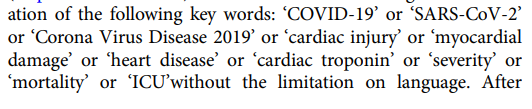 ation of the following key words: ‘COVID-19’ or ‘SARS-CoV-2’
or ‘Corona Virus Disease 2019’ or ‘cardiac injury’ or ‘myocardial
damage’ or ‘heart disease’ or ‘cardiac troponin’ or ‘severity’ or
‘mortality’ or ‘ICU’without the limitation on language. After